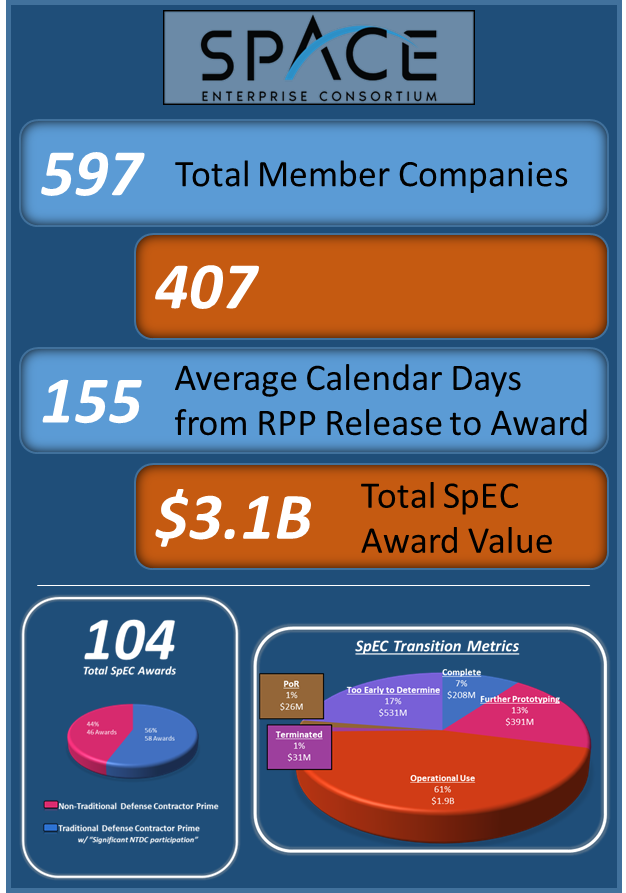 SPACE
ENTERPRISE CONSORTIUM
597 Total Member Companies
407
155 Average Calendar Days
from RPP Release to Award
$3.1B Total SpEC
Award Value
104
Total SpEC Awards
44%
46 Awards
56%
58 Awards
Non-Traditional Defense Contractor Prime
Traditional Defense Contractor Prime
w/ "Significant NTDC participation"
SpEC Transition Metrics
PoR
1%
$26M
Too Early to Determine
17%
$531M
Complete
7%
$208M
Further Prototyping
13%
$391M
Terminated
1%
$31M
Operational Use
61%
$1.9B